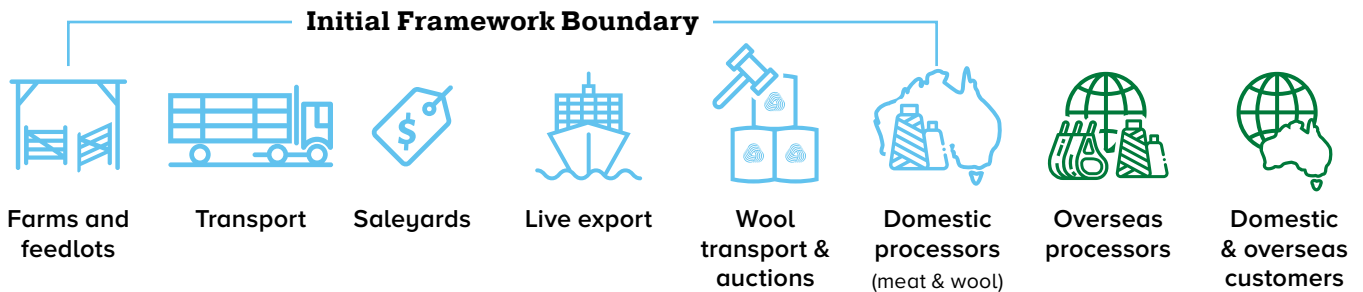 Initial Framework Boundary
$
Farms and
feedlots
Transport
Saleyards
Live export
Wool
transport &
auctions
Domestic
processors
(meat & wool)
Overseas
processors
Domestic
& overseas
customers